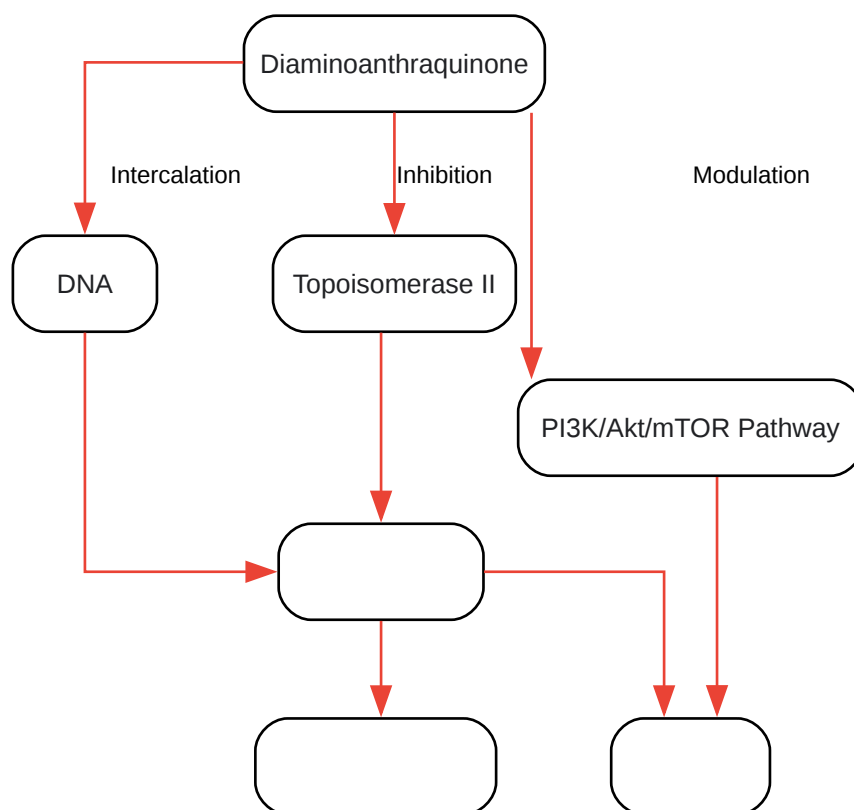 Diaminoanthraquinone
Intercalation
Inhibition
Modulation
DNA
Topoisomerase II
PI3K/Akt/mTOR Pathway